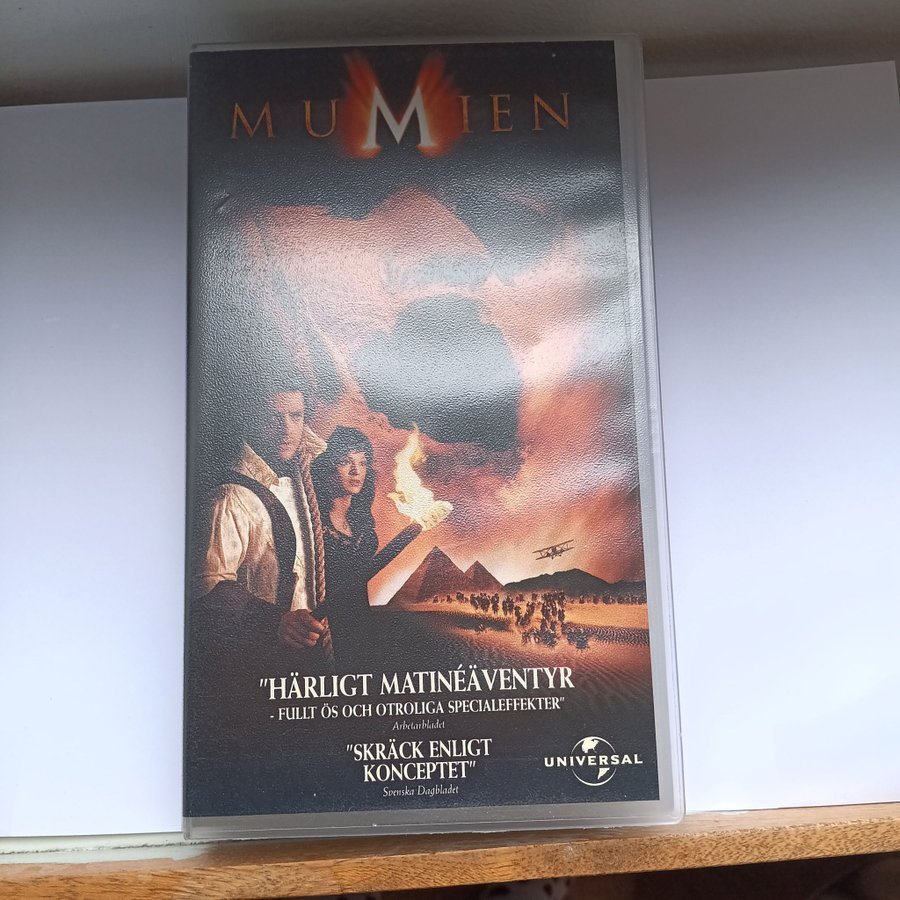 MUMIEN
"HÄRLIGT MATINÉÄVENTYR
- FULLT ÖS OCH OTROLIGA SPECIALEFFEKTER"
Arbetarbladet
"SKRÄCK ENLIGT
KONCEPTET"
Svenska Dagbladet
UNIVERSAL